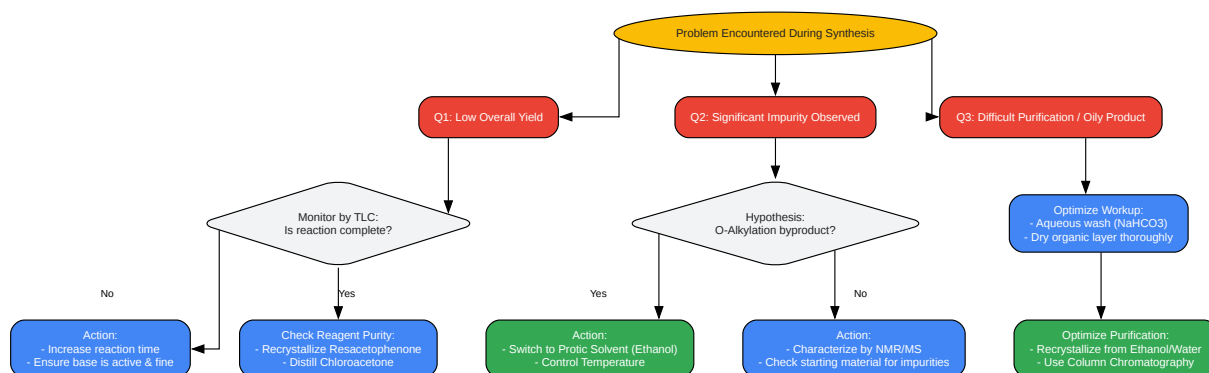 Problem Encountered During Synthesis
Q1: Low Overall Yield
Q2: Significant Impurity Observed
Q3: Difficult Purification / Oily Product
Monitor by TLC:
Is reaction complete?
Hypothesis:
O-Alkylation byproduct?
Optimize Workup:
- Aqueous wash (NaHCO3)
- Dry organic layer thoroughly
No
Yes
Yes
No
Action:
- Increase reaction time
- Ensure base is active & fine
Check Reagent Purity:
- Recrystallize Resacetophenone
- Distill Chloroacetone
Action:
- Switch to Protic Solvent (Ethanol)
- Control Temperature
Action:
- Characterize by NMR/MS
- Check starting material for impurities
Optimize Purification:
- Recrystallize from Ethanol/Water
- Use Column Chromatography